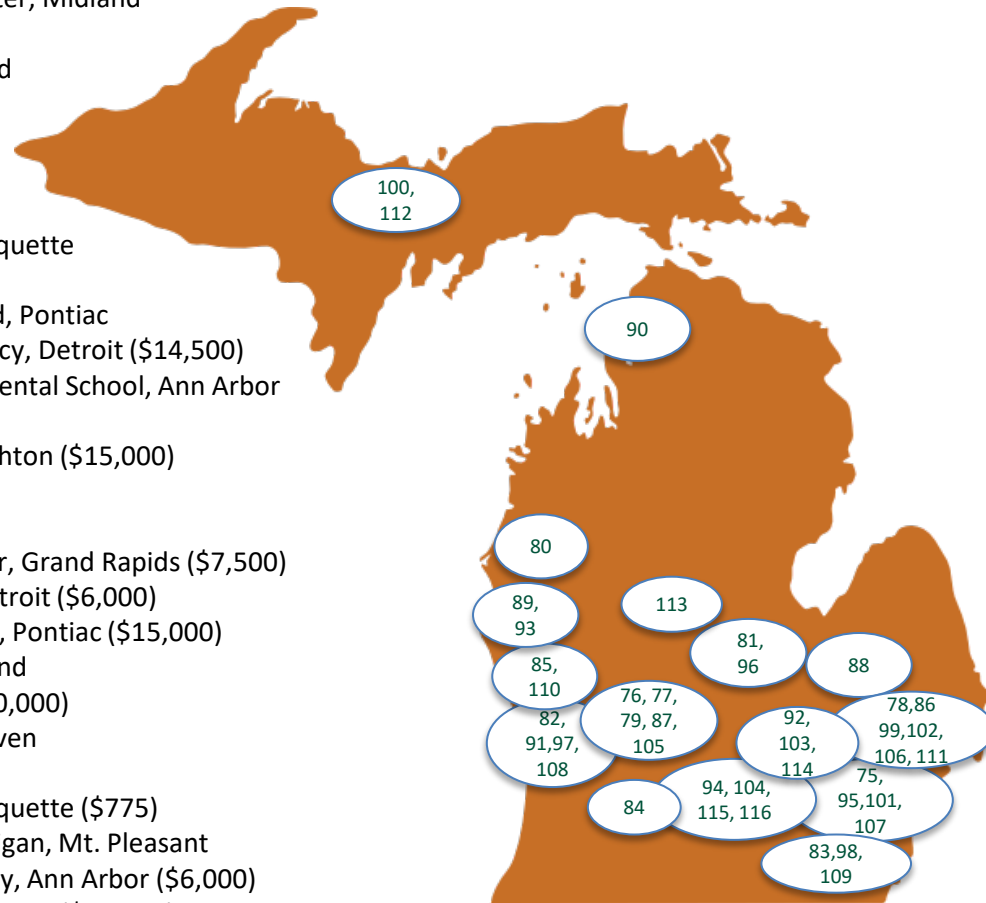 Midland
d
quette
d, Pontiac
cy, Detroit ($14,500)
ental School, Ann Arbor
hton ($15,000)
r, Grand Rapids ($7,500)
troit ($6,000)
, Pontiac ($15,000)
nd
0,000)
ven
quette ($775)
gan, Mt. Pleasant
y, Ann Arbor ($6,000)
100,
112
90
80
89,
93
113
81,
96
88
85,
110
76, 77,
79, 87,
105
82,
91,97,
108
92,
103,
114
78,86
99,102,
106, 111
84
94, 104,
115, 116
75,
95,101,
107
83,98,
109